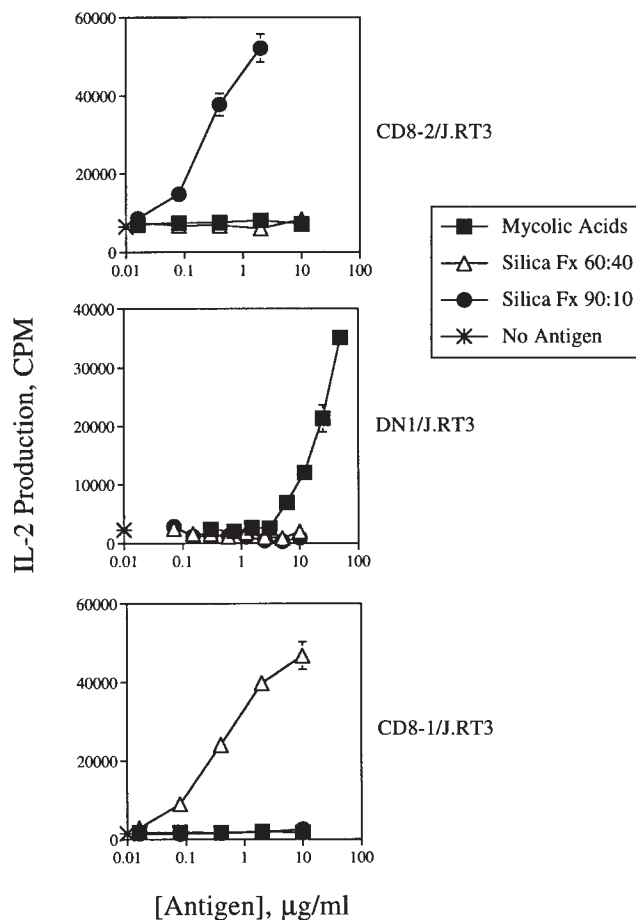 60000
40000
20000
0
0.01 0.1 1 10 100
CD8-2/J.RT3
Mycolic Acids
Silica Fx 60:40
Silica Fx 90:10
No Antigen
40000
30000
20000
10000
0
0.01 0.1 1 10 100
DN1/J.RT3
IL-2 Production, CPM
60000
40000
20000
0
0.01 0.1 1 10 100
CD8-1/J.RT3
[Antigen], μg/ml